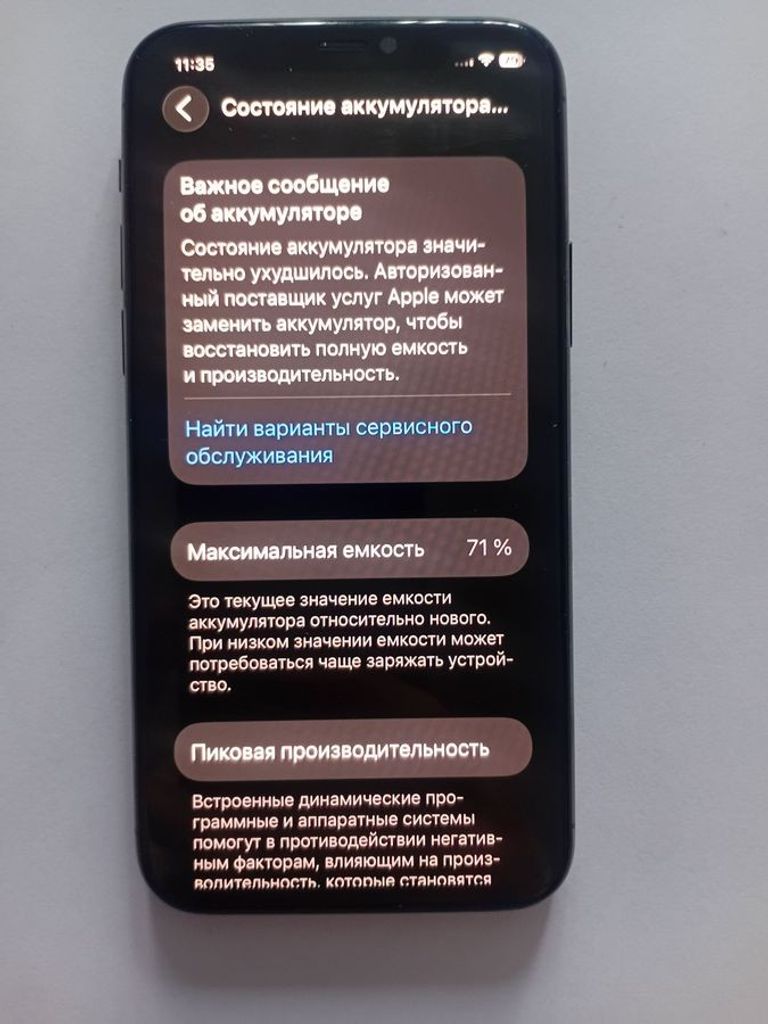 11:35
Состояние аккумулятора...
Важное сообщение
об аккумуляторе
Состояние аккумулятора значи-
тельно ухудшилось. Авторизован-
ный поставщик услуг Apple может
заменить аккумулятор, чтобы
восстановить полную емкость
и производительность.
Найти варианты сервисного
обслуживания
Максимальная емкость 71 %
Это текущее значение емкости
аккумулятора относительно нового.
При низком значении емкости может
потребоваться чаще заряжать устрой-
ство.
Пиковая производительность
Встроенные динамические про-
граммные и аппаратные системы
помогут в противодействии негатив-
ным факторам, влияющим на произ-
водительность, которые становятся